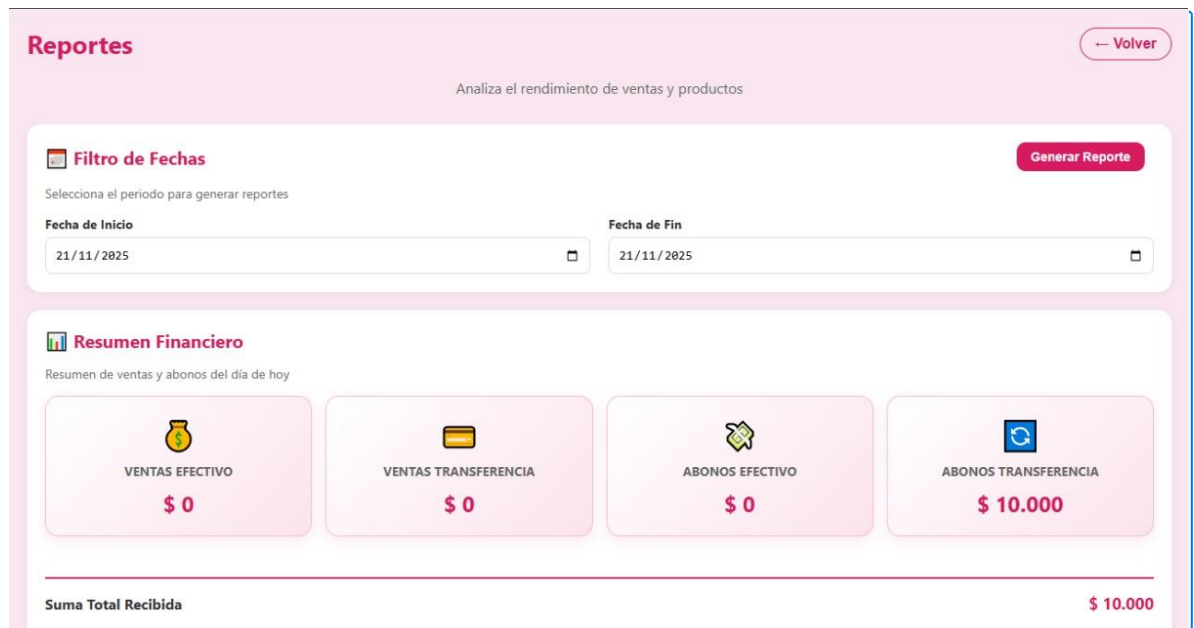 Reportes
← Volver
Analiza el rendimiento de ventas y productos
Filtro de Fechas
Generar Reporte
Selecciona el periodo para generar reportes
Fecha de Inicio
Fecha de Fin
21/11/2025
21/11/2025
Resumen Financiero
Resumen de ventas y abonos del día de hoy
VENTAS EFECTIVO
$ 0
VENTAS TRANSFERENCIA
$ 0
ABONOS EFECTIVO
$ 0
ABONOS TRANSFERENCIA
$ 10.000
Suma Total Recibida
$ 10.000